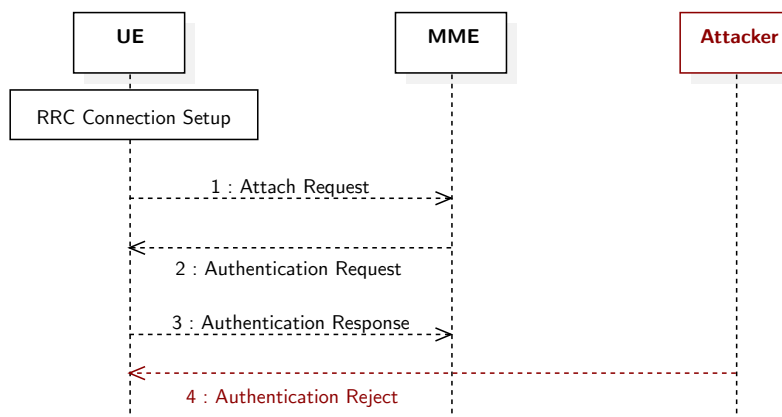 UE
MME
Attacker
RRC Connection Setup
1 : Attach Request
2 : Authentication Request
3 : Authentication Response
4 : Authentication Reject